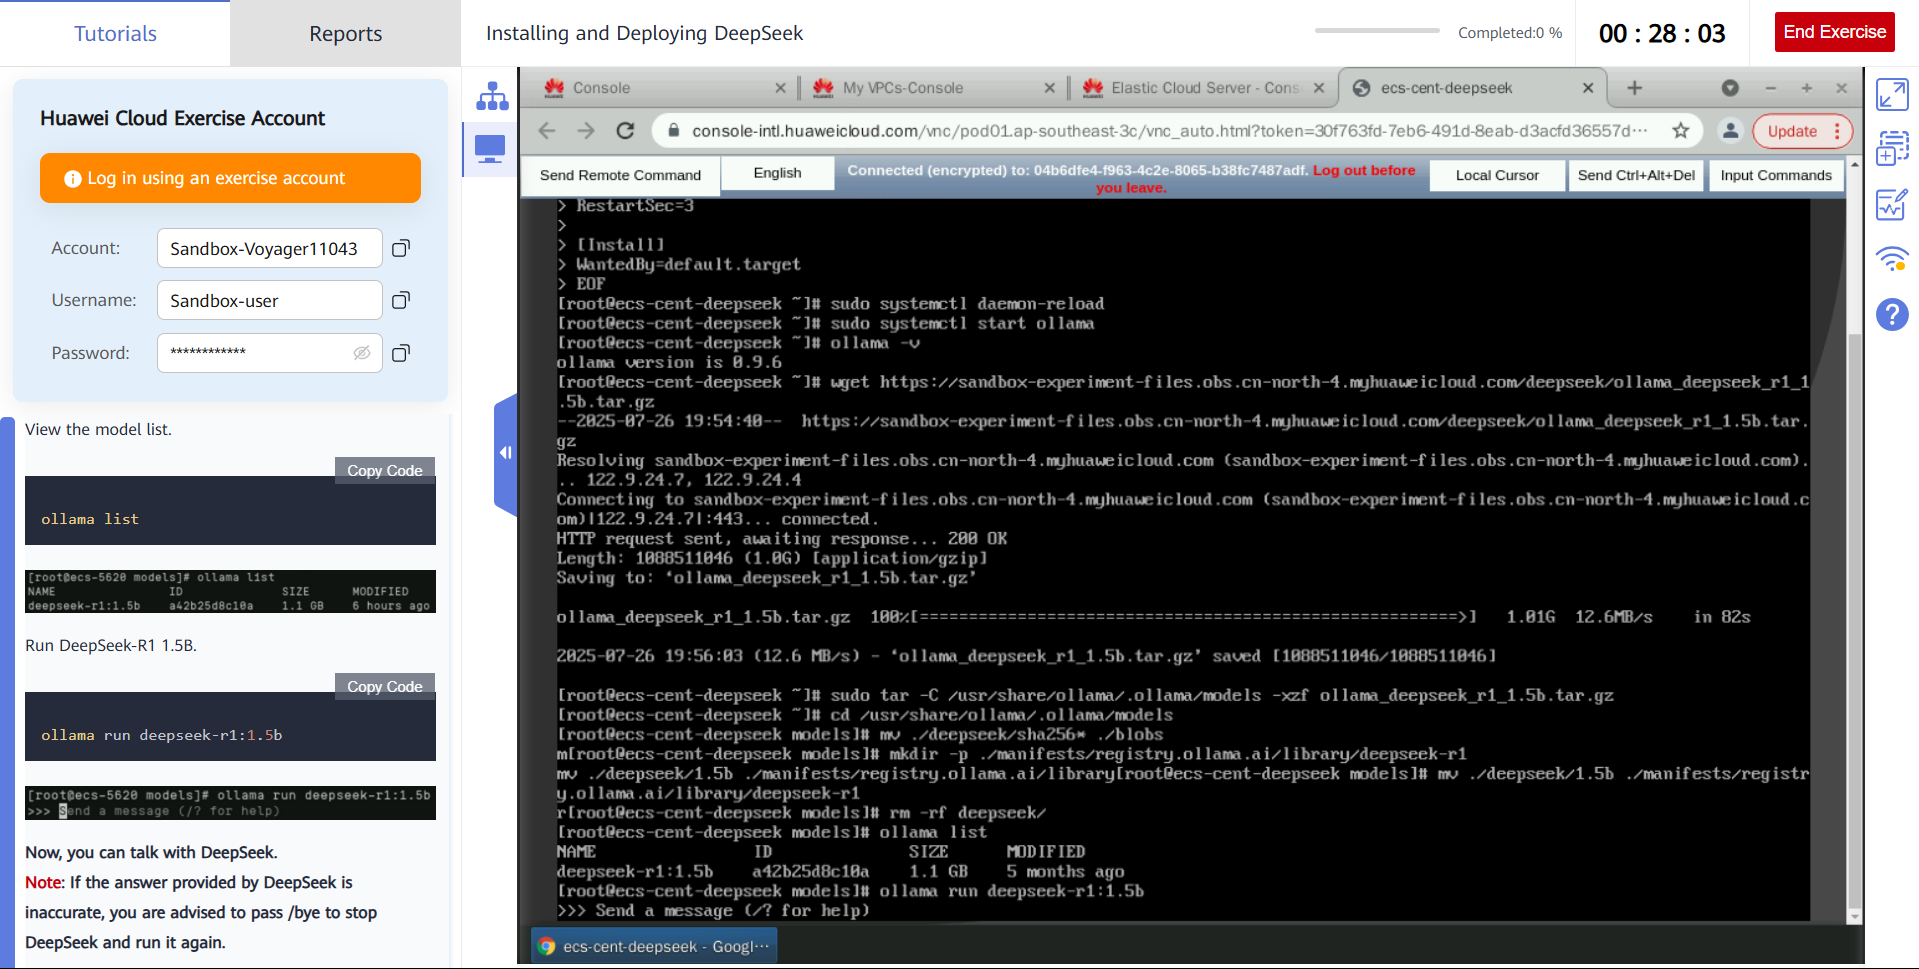 Tutorials
Reports
Installing and Deploying DeepSeek
Completed:0 %
00 : 28 : 03
End Exercise
Huawei Cloud Exercise Account
Log in using an exercise account
Account:
Sandbox-Voyager11043
Username:
Sandbox-user
Password:
************
View the model list.
Copy Code
ollama list
[root@ecs-5620 models]# ollama list
NAME ID SIZE MODIFIED
deepseek-r1:1.5b a42b25d8c10a 1.1 GB 6 hours ago
Run DeepSeek-R1 1.5B.
Copy Code
ollama run deepseek-r1:1.5b
[root@ecs-5620 models]# ollama run deepseek-r1:1.5b
>>> Send a message (/? for help)
Now, you can talk with DeepSeek.
Note: If the answer provided by DeepSeek is
inaccurate, you are advised to pass /bye to stop
DeepSeek and run it again.
Console
My VPCs-Console
Elastic Cloud Server - Cons
ecs-cent-deepseek
console-intl.huaweicloud.com/vnc/pod01.ap-southeast-3c/vnc_auto.html?token=30f763fd-7eb6-491d-8eab-d3acfd36557d···
Update
Send Remote Command
English
Connected (encrypted) to: 04b6dfe4-f963-4c2e-8065-b38fc7487adf. Log out before
you leave.
Local Cursor
Send Ctrl+Alt+Del
Input Commands
> RestartSec=3
>
> [Install]
> WantedBy=default.target
> EOF
[root@ecs-cent-deepseek ~]# sudo systemctl daemon-reload
[root@ecs-cent-deepseek ~]# sudo systemctl start ollama
[root@ecs-cent-deepseek ~]# ollama -v
ollama version is 0.9.6
[root@ecs-cent-deepseek ~]# wget https://sandbox-experiment-files.obs.cn-north-4.myhuaweicloud.com/deepseek/ollama_deepseek_r1_1
.5b.tar.gz
--2025-07-26 19:54:40--  https://sandbox-experiment-files.obs.cn-north-4.myhuaweicloud.com/deepseek/ollama_deepseek_r1_1.5b.tar.
gz
Resolving sandbox-experiment-files.obs.cn-north-4.myhuaweicloud.com (sandbox-experiment-files.obs.cn-north-4.myhuaweicloud.com).
.. 122.9.24.7, 122.9.24.4
Connecting to sandbox-experiment-files.obs.cn-north-4.myhuaweicloud.com (sandbox-experiment-files.obs.cn-north-4.myhuaweicloud.c
om)|122.9.24.7|:443... connected.
HTTP request sent, awaiting response... 200 OK
Length: 1088511046 (1.0G) [application/gzip]
Saving to: ‘ollama_deepseek_r1_1.5b.tar.gz’
ollama_deepseek_r1_1.5b.tar.gz 100%[=======================================================>] 1.01G 12.6MB/s in 82s
2025-07-26 19:56:03 (12.6 MB/s) - ‘ollama_deepseek_r1_1.5b.tar.gz’ saved [1088511046/1088511046]
[root@ecs-cent-deepseek ~]# sudo tar -C /usr/share/ollama/.ollama/models -xzf ollama_deepseek_r1_1.5b.tar.gz
[root@ecs-cent-deepseek ~]# cd /usr/share/ollama/.ollama/models
[root@ecs-cent-deepseek models]# mv ./deepseek/sha256* ./blobs
m[root@ecs-cent-deepseek models]# mkdir -p ./manifests/registry.ollama.ai/library/deepseek-r1
mv ./deepseek/1.5b ./manifests/registry.ollama.ai/library[root@ecs-cent-deepseek models]# mv ./deepseek/1.5b ./manifests/registr
y.ollama.ai/library/deepseek-r1
r[root@ecs-cent-deepseek models]# rm -rf deepseek/
[root@ecs-cent-deepseek models]# ollama list
NAME ID SIZE MODIFIED
deepseek-r1:1.5b a42b25d8c10a 1.1 GB 5 months ago
[root@ecs-cent-deepseek models]# ollama run deepseek-r1:1.5b
>>> Send a message (/? for help)
ecs-cent-deepseek - Googl···